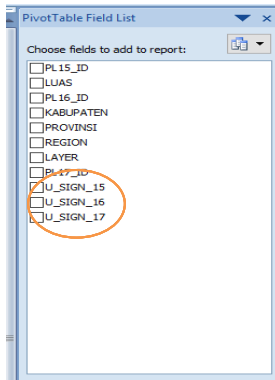 PivotTable Field List
Choose fields to add to report:
PL15_ID
LUAS
PL16_ID
KABUPATEN
PROVINSI
REGION
LAYER
PL17_ID
U_SIGN_15
U_SIGN_16
U_SIGN_17